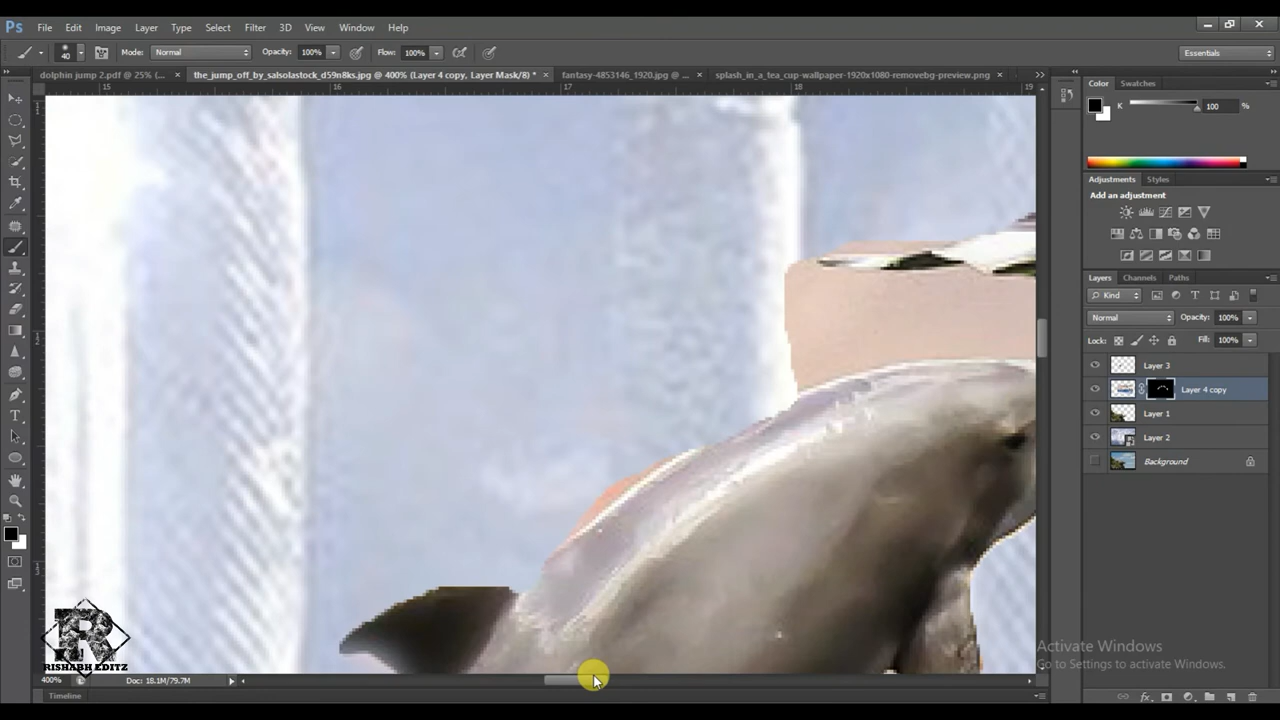 Ps File Edit Image Layer Type Select Filter 3D View Window Help
40 Mode: Normal Opacity: 100% Flow: 100% Essentials
dolphin jump 2.pdf @ 25% (... × the_jump_off_by_salsolastock_d59n8ks.jpg @ 400% (Layer 4 copy, Layer Mask/8) * × fantasy-4853146_1920.jpg @ ... × splash_in_a_tea_cup-wallpaper-1920x1080-removebg-preview.png ×
15 16 17 18 19
Color Swatches
K 100 %
Adjustments Styles
Add an adjustment
Layers Channels Paths
Kind
Normal Opacity: 100%
Lock: Fill: 100%
Layer 3
Layer 4 copy
Layer 1
Layer 2
Background
R
RISHABH EDITZ
Activate Windows
Go to Settings to activate Windows.
400% Doc: 18.1M/79.7M
Timeline